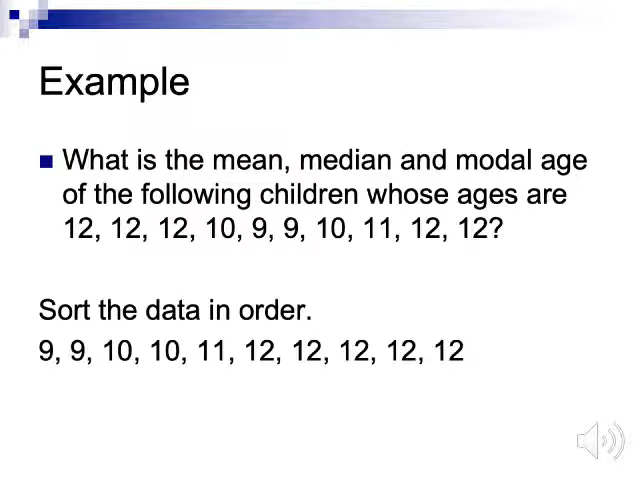 Example
What is the mean, median and modal age
of the following children whose ages are
12, 12, 12, 10, 9, 9, 10, 11, 12, 12?
Sort the data in order.
9, 9, 10, 10, 11, 12, 12, 12, 12, 12